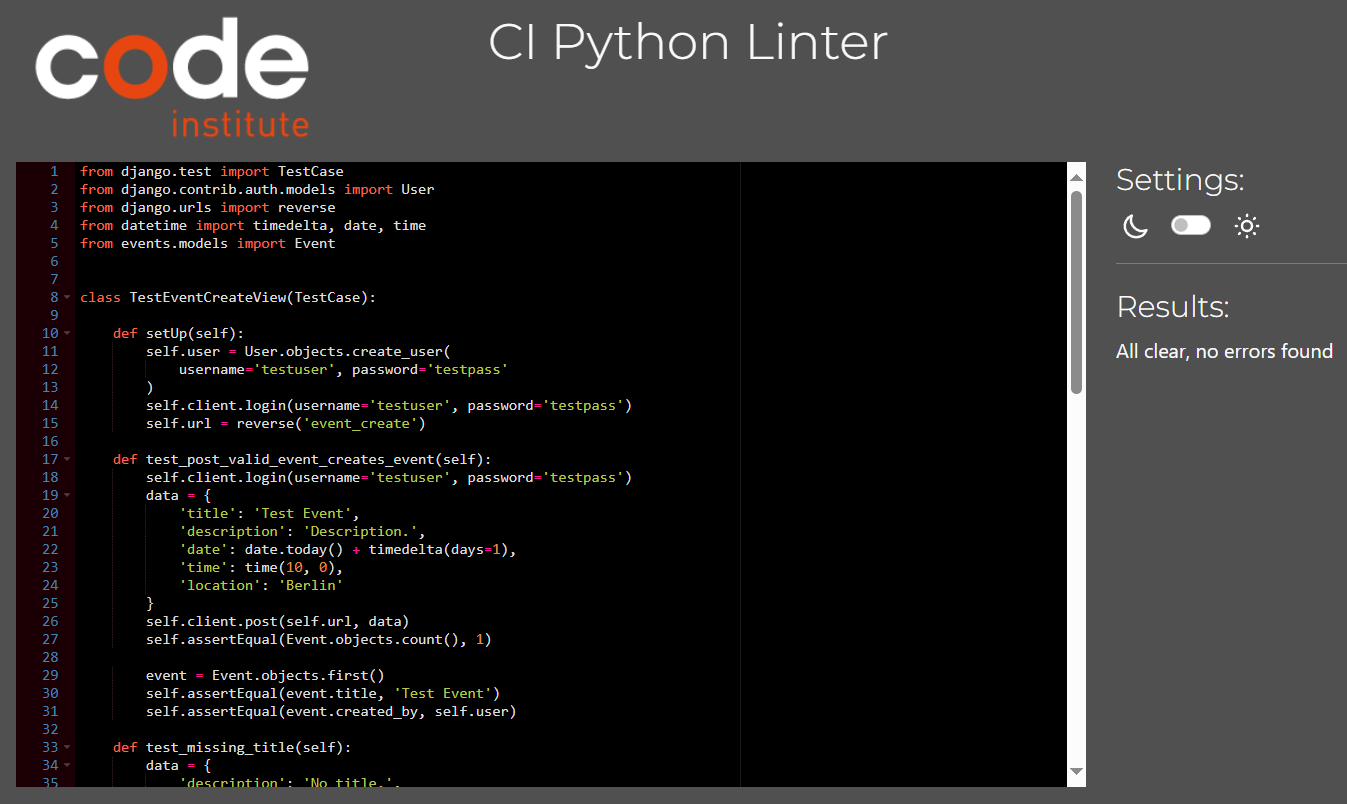 code
institute
CI Python Linter
1 from django.test import TestCase
2 from django.contrib.auth.models import User
3 from django.urls import reverse
4 from datetime import timedelta, date, time
5 from events.models import Event
6
7
8 class TestEventCreateView(TestCase):
9
10     def setUp(self):
11         self.user = User.objects.create_user(
12             username='testuser', password='testpass'
13         )
14         self.client.login(username='testuser', password='testpass')
15         self.url = reverse('event_create')
16
17     def test_post_valid_event_creates_event(self):
18         self.client.login(username='testuser', password='testpass')
19         data = {
20             'title': 'Test Event',
21             'description': 'Description.',
22             'date': date.today() + timedelta(days=1),
23             'time': time(10, 0),
24             'location': 'Berlin'
25         }
26         self.client.post(self.url, data)
27         self.assertEqual(Event.objects.count(), 1)
28
29         event = Event.objects.first()
30         self.assertEqual(event.title, 'Test Event')
31         self.assertEqual(event.created_by, self.user)
32
33     def test_missing_title(self):
34         data = {
35             'description': 'No title.',
Settings:
Results:
All clear, no errors found